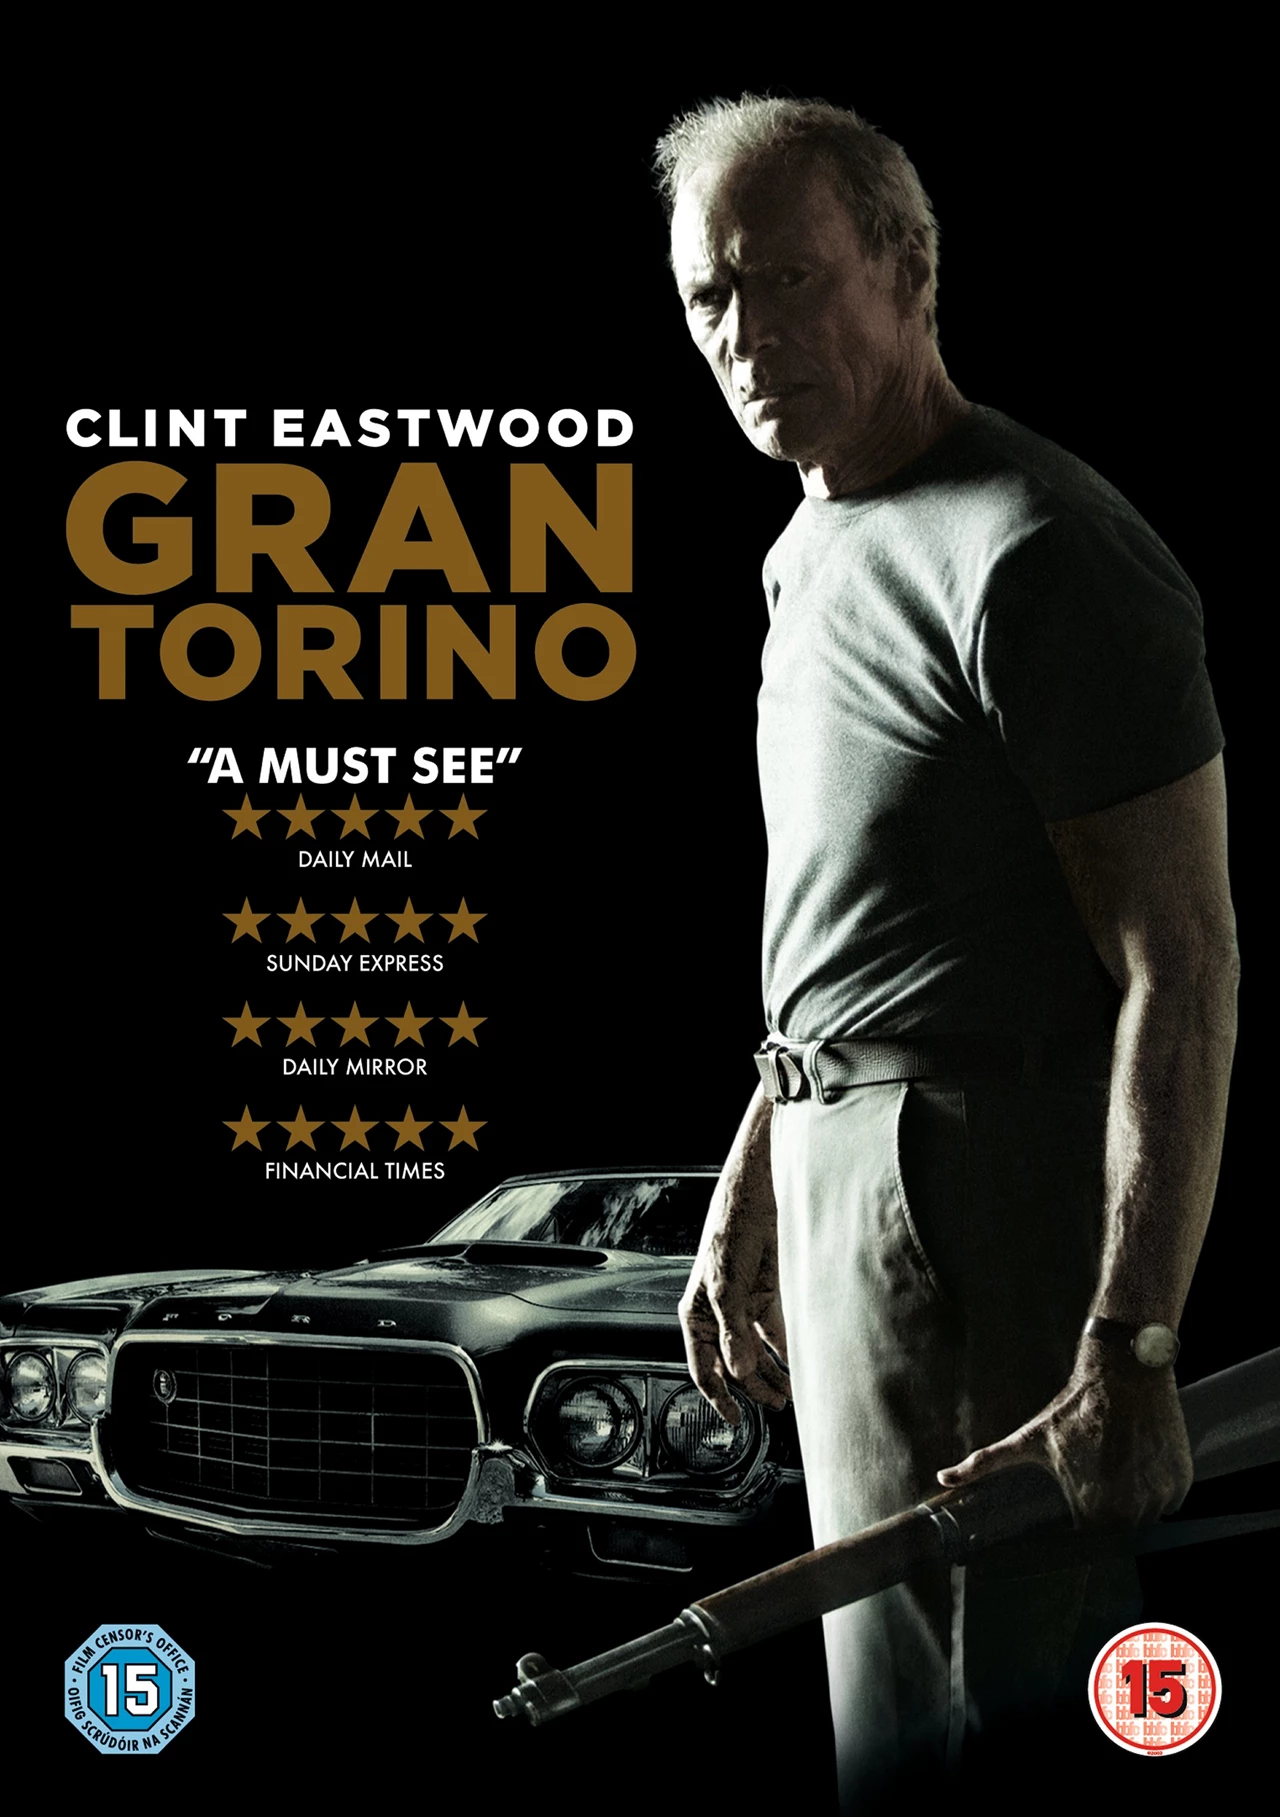 CLINT EASTWOOD
GRAN
TORINO
“A MUST SEE”
DAILY MAIL
SUNDAY EXPRESS
DAILY MIRROR
FINANCIAL TIMES
FORD
· FILM CENSOR'S OFFICE ·
15
OIFIG SCRÚDÓIR NA SCANNÁN
15